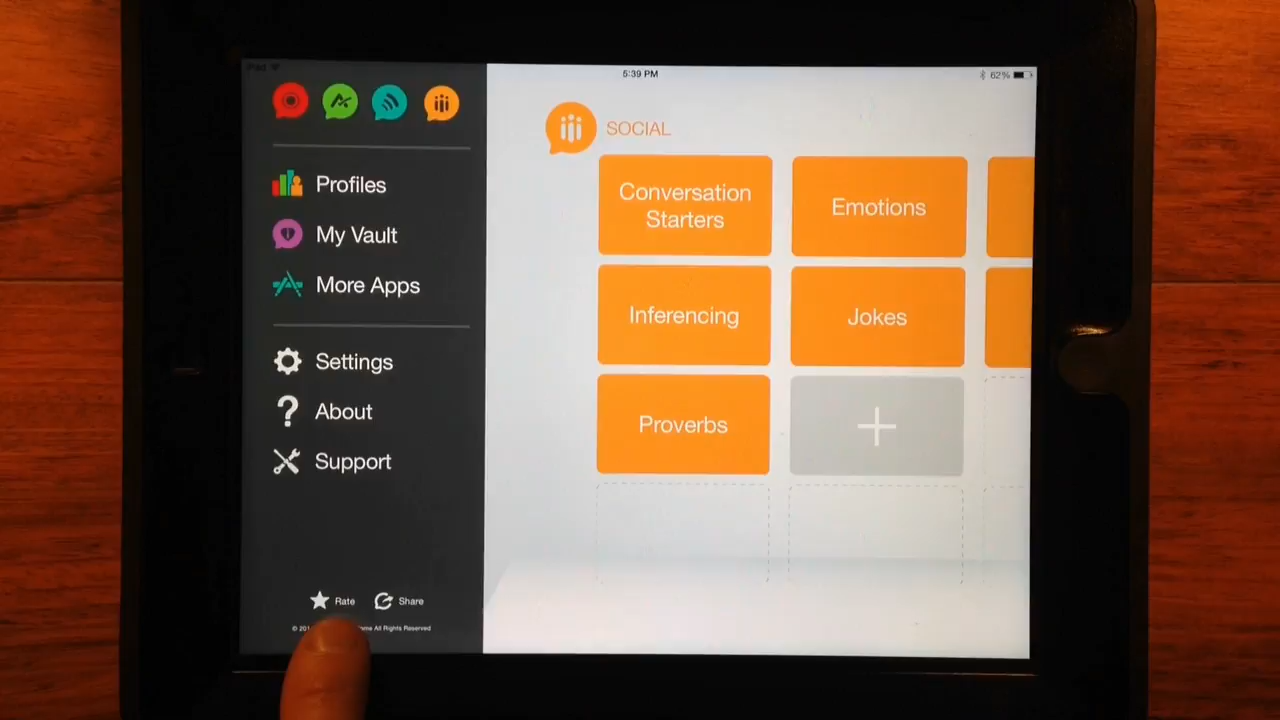 iPad
5:39 PM
62%
SOCIAL
Profiles
My Vault
More Apps
Settings
About
Support
Rate
Share
All Rights Reserved
Conversation
Starters
Emotions
Inferencing
Jokes
Proverbs